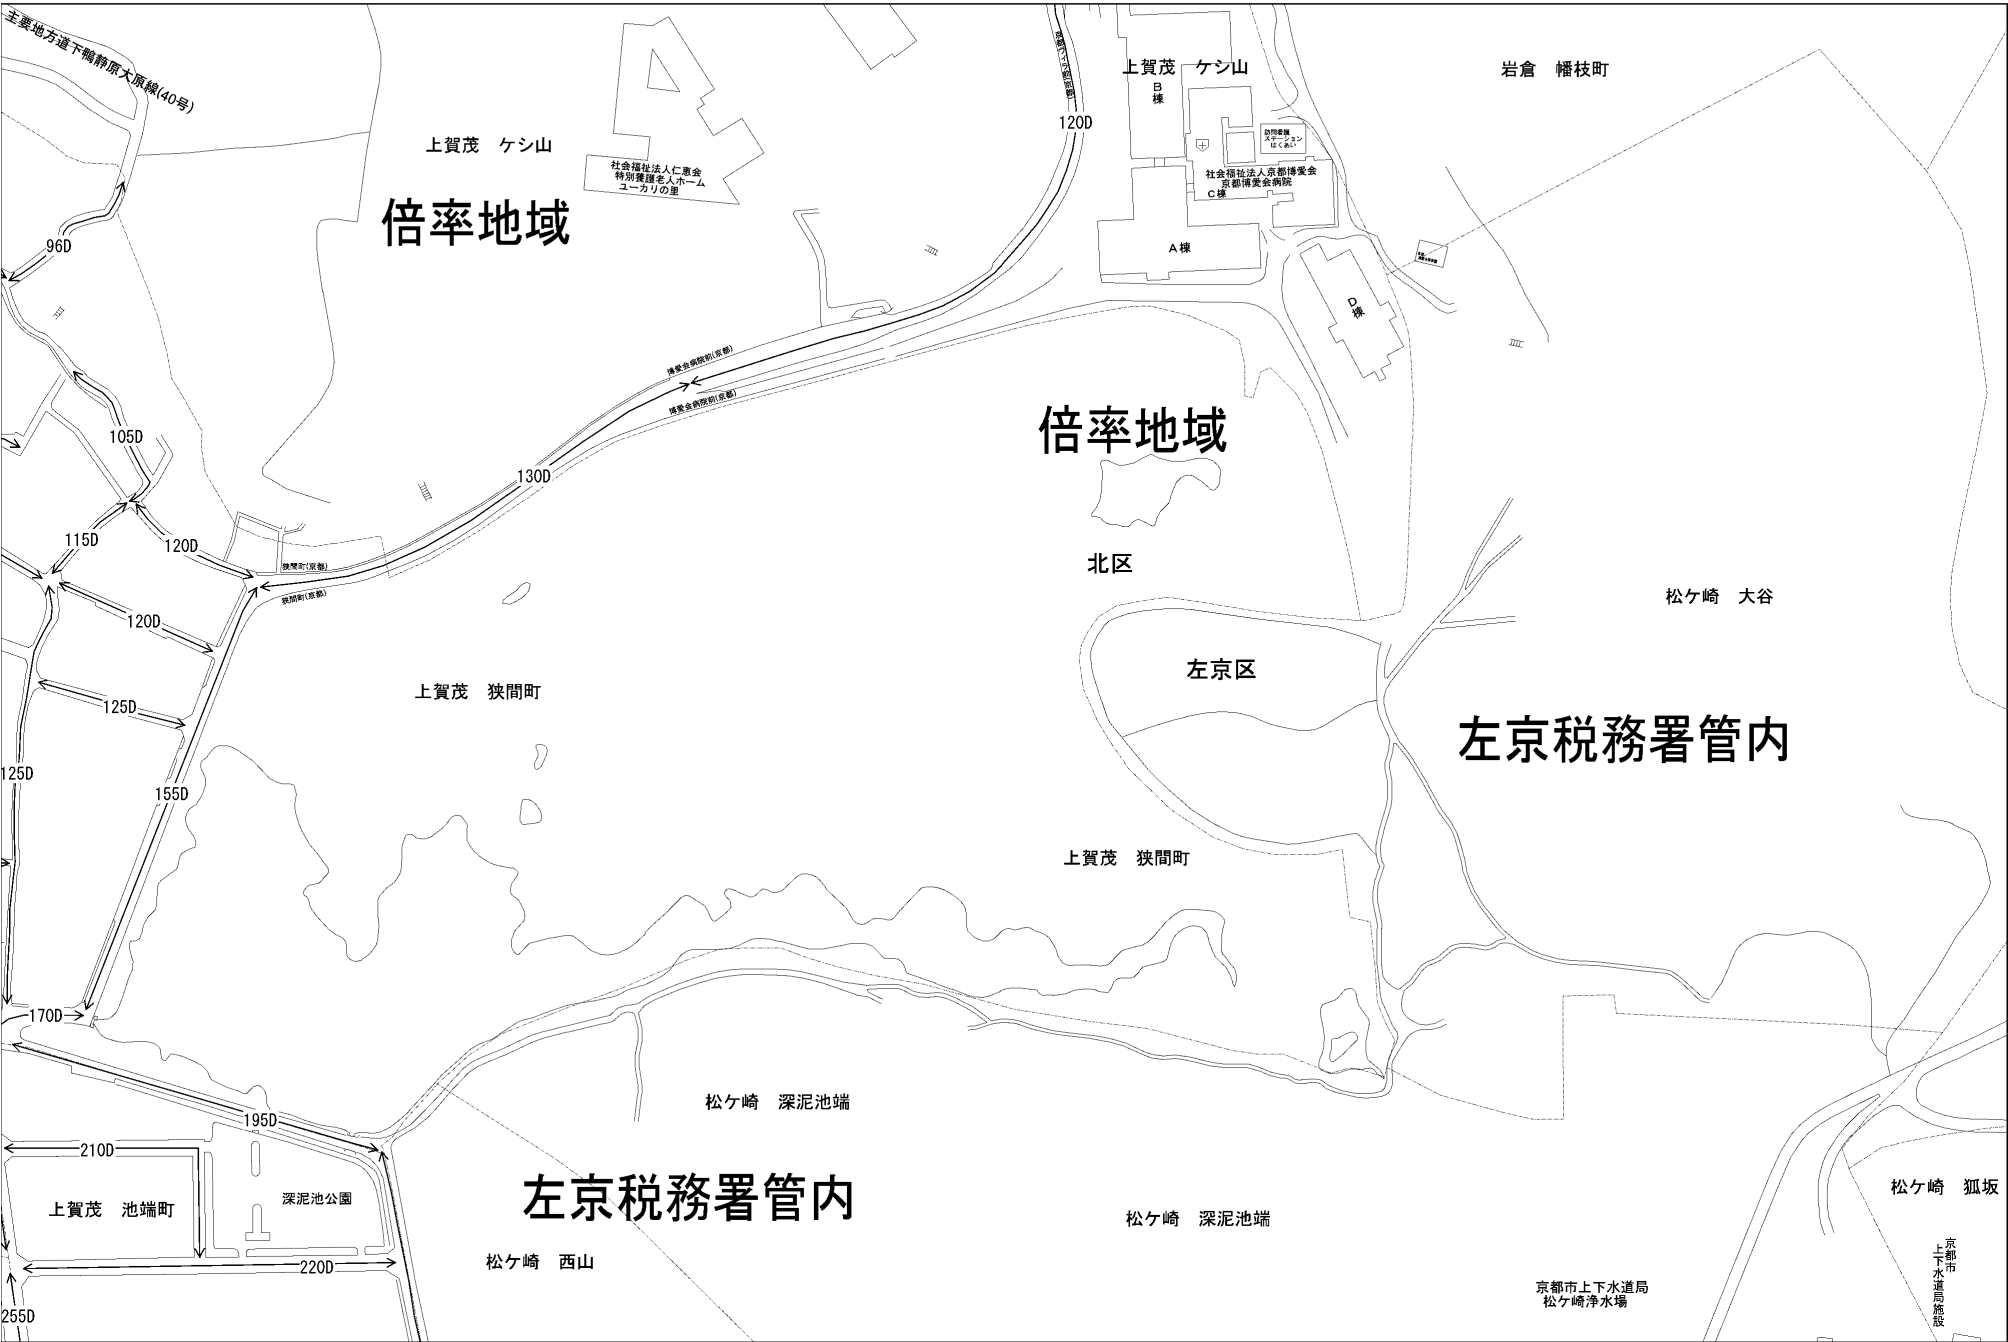 主要地方道下鴨静原大原線(40号)
京都ヴィラ前(京都)
120D
上賀茂　ケシ山
B棟
岩倉　幡枝町
訪問看護
ステーション
はくあい
社会福祉法人京都博愛会
京都博愛会病院
C棟
A棟
D棟
上賀茂　ケシ山
社会福祉法人仁恵会
特別養護老人ホーム
ユーカリの里
倍率地域
96D
博愛会病院前(京都)
博愛会病院前(京都)
倍率地域
105D
130D
115D
120D
狭間町(京都)
狭間町(京都)
北区
120D
松ケ崎　大谷
左京区
上賀茂　狭間町
125D
左京税務署管内
125D
155D
上賀茂　狭間町
170D
松ケ崎　深泥池端
195D
210D
上賀茂　池端町
深泥池公園
左京税務署管内
松ケ崎　深泥池端
松ケ崎　狐坂
松ケ崎　西山
220D
255D
京都市上下水道局
松ケ崎浄水場
京都市
上下水道局施設